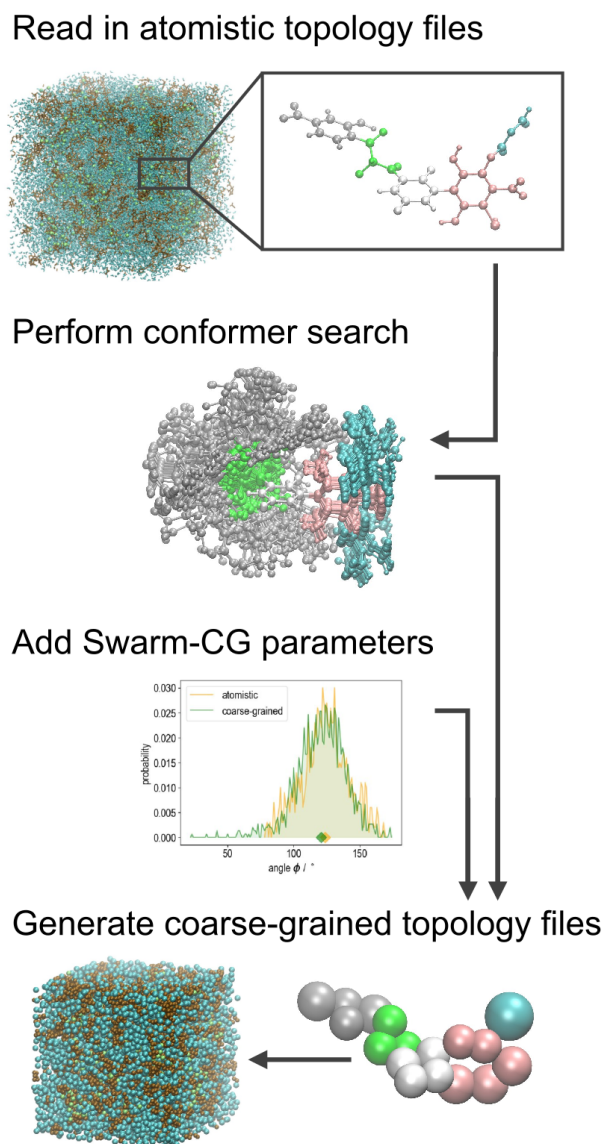 Read in atomistic topology files
Perform conformer search
Add Swarm-CG parameters
0.030
0.025
0.020
0.015
0.010
0.005
0.000
probability
atomistic
coarse-grained
50
100
150
angle ϕ / °
Generate coarse-grained topology files